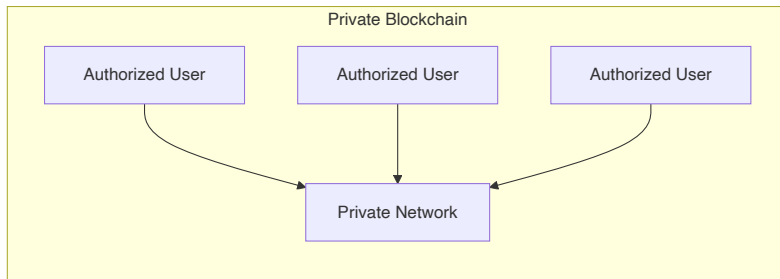 Private Blockchain
Authorized User
Authorized User
Authorized User
Private Network